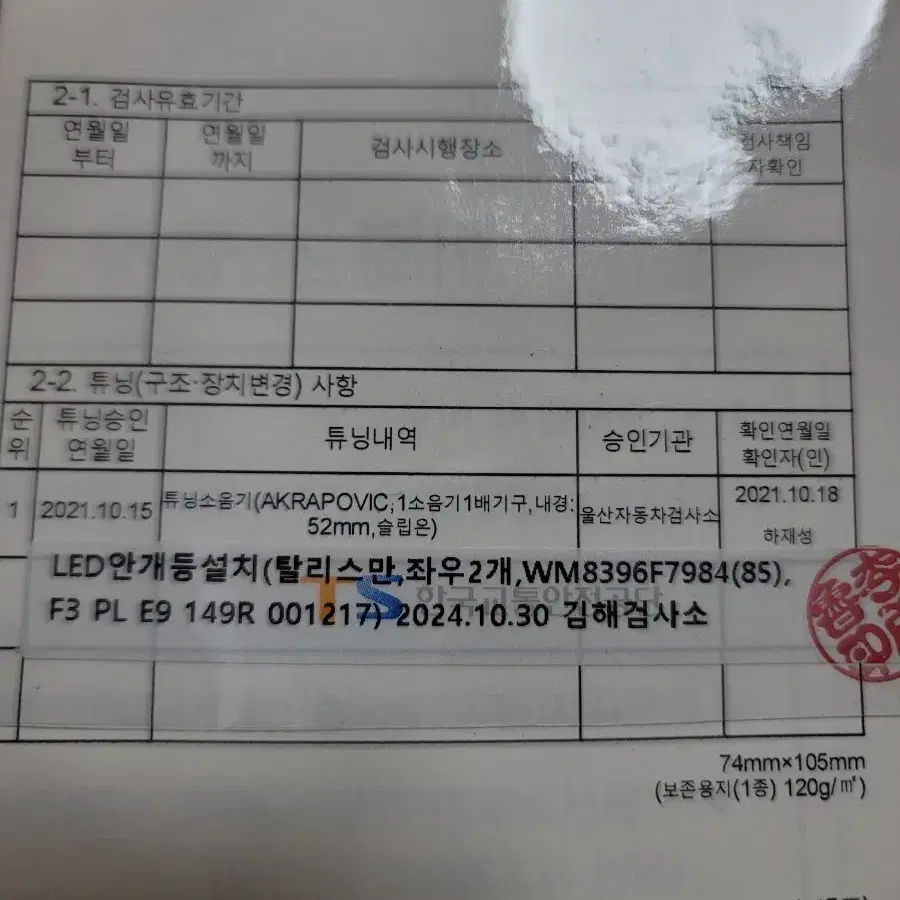 2-1. 검사유효기간
연월일
부터
연월일
까지
검사시행장소
검사책임
자확인
2-2. 튜닝(구조·장치변경) 사항
순
위
튜닝승인
연월일
튜닝내역
승인기관
확인연월일
확인자(인)
1
2021.10.15
튜닝소음기(AKRAPOVIC,1소음기1배기구,내경:
52mm,슬립온)
울산자동차검사소
2021.10.18
하재성
LED안개등설치(탈리스만,좌우2개,WM8396F7984(85),
F3 PL E9 149R 001217) 2024.10.30 김해검사소
TS 한국교통안전공단
74mm×105mm
(보존용지(1종) 120g/㎡)